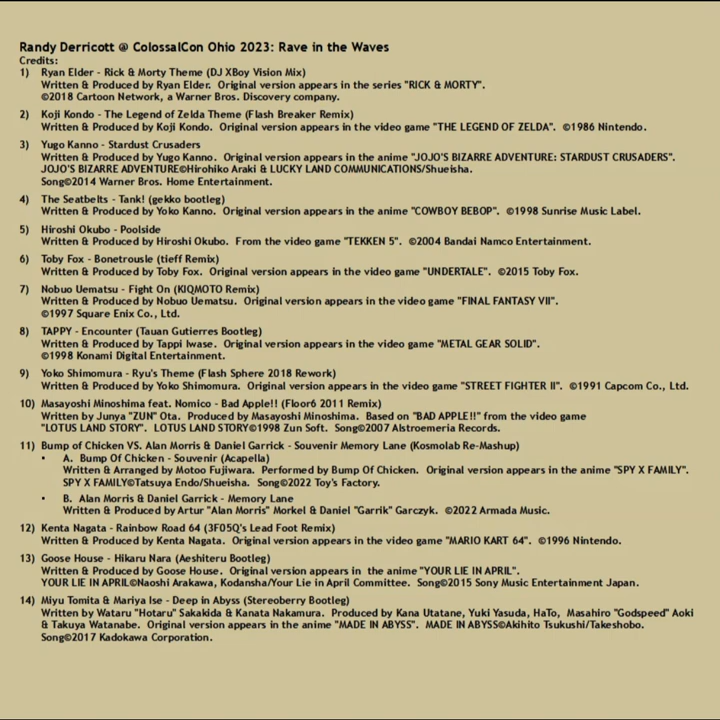 Randy Derricott @ ColossalCon Ohio 2023: Rave in the Waves
Credits:
1) Ryan Elder - Rick & Morty Theme (DJ XBoy Vision Mix)
Written & Produced by Ryan Elder. Original version appears in the series "RICK & MORTY".
©2018 Cartoon Network, a Warner Bros. Discovery company.
2) Koji Kondo - The Legend of Zelda Theme (Flash Breaker Remix)
Written & Produced by Koji Kondo. Original version appears in the video game "THE LEGEND OF ZELDA". ©1986 Nintendo.
3) Yugo Kanno - Stardust Crusaders
Written & Produced by Yugo Kanno. Original version appears in the anime "JOJO'S BIZARRE ADVENTURE: STARDUST CRUSADERS".
JOJO'S BIZARRE ADVENTURE©Hirohiko Araki & LUCKY LAND COMMUNICATIONS/Shueisha.
Song©2014 Warner Bros. Home Entertainment.
4) The Seatbelts - Tank! (gekko bootleg)
Written & Produced by Yoko Kanno. Original version appears in the anime "COWBOY BEBOP". ©1998 Sunrise Music Label.
5) Hiroshi Okubo - Poolside
Written & Produced by Hiroshi Okubo. From the video game "TEKKEN 5". ©2004 Bandai Namco Entertainment.
6) Toby Fox - Bonetrousle (tieff Remix)
Written & Produced by Toby Fox. Original version appears in the video game "UNDERTALE". ©2015 Toby Fox.
7) Nobuo Uematsu - Fight On (KIQMOTO Remix)
Written & Produced by Nobuo Uematsu. Original version appears in the video game "FINAL FANTASY VII".
©1997 Square Enix Co., Ltd.
8) TAPPY - Encounter (Tauan Gutierres Bootleg)
Written & Produced by Tappi Iwase. Original version appears in the video game "METAL GEAR SOLID".
©1998 Konami Digital Entertainment.
9) Yoko Shimomura - Ryu's Theme (Flash Sphere 2018 Rework)
Written & Produced by Yoko Shimomura. Original version appears in the video game "STREET FIGHTER II". ©1991 Capcom Co., Ltd.
10) Masayoshi Minoshima feat. Nomico - Bad Apple!! (Floor6 2011 Remix)
Written by Junya "ZUN" Ota. Produced by Masayoshi Minoshima. Based on "BAD APPLE!!" from the video game
"LOTUS LAND STORY". LOTUS LAND STORY©1998 Zun Soft. Song©2007 Alstroemeria Records.
11) Bump of Chicken VS. Alan Morris & Daniel Garrick - Souvenir Memory Lane (Kosmolab Re-Mashup)
• A. Bump Of Chicken - Souvenir (Acapella)
Written & Arranged by Motoo Fujiwara. Performed by Bump Of Chicken. Original version appears in the anime "SPY X FAMILY".
SPY X FAMILY©Tatsuya Endo/Shueisha. Song©2022 Toy's Factory.
• B. Alan Morris & Daniel Garrick - Memory Lane
Written & Produced by Artur "Alan Morris" Morkel & Daniel "Garrik" Garczyk. ©2022 Armada Music.
12) Kenta Nagata - Rainbow Road 64 (3F05Q's Lead Foot Remix)
Written & Produced by Kenta Nagata. Original version appears in the video game "MARIO KART 64". ©1996 Nintendo.
13) Goose House - Hikaru Nara (Aeshiteru Bootleg)
Written & Produced by Goose House. Original version appears in the anime "YOUR LIE IN APRIL".
YOUR LIE IN APRIL©Naoshi Arakawa, Kodansha/Your Lie in April Committee. Song©2015 Sony Music Entertainment Japan.
14) Miyu Tomita & Mariya Ise - Deep in Abyss (Stereoberry Bootleg)
Written by Wataru "Hotaru" Sakakida & Kanata Nakamura. Produced by Kana Utatane, Yuki Yasuda, HaTo, Masahiro "Godspeed" Aoki
& Takuya Watanabe. Original version appears in the anime "MADE IN ABYSS". MADE IN ABYSS©Akihito Tsukushi/Takeshobo.
Song©2017 Kadokawa Corporation.